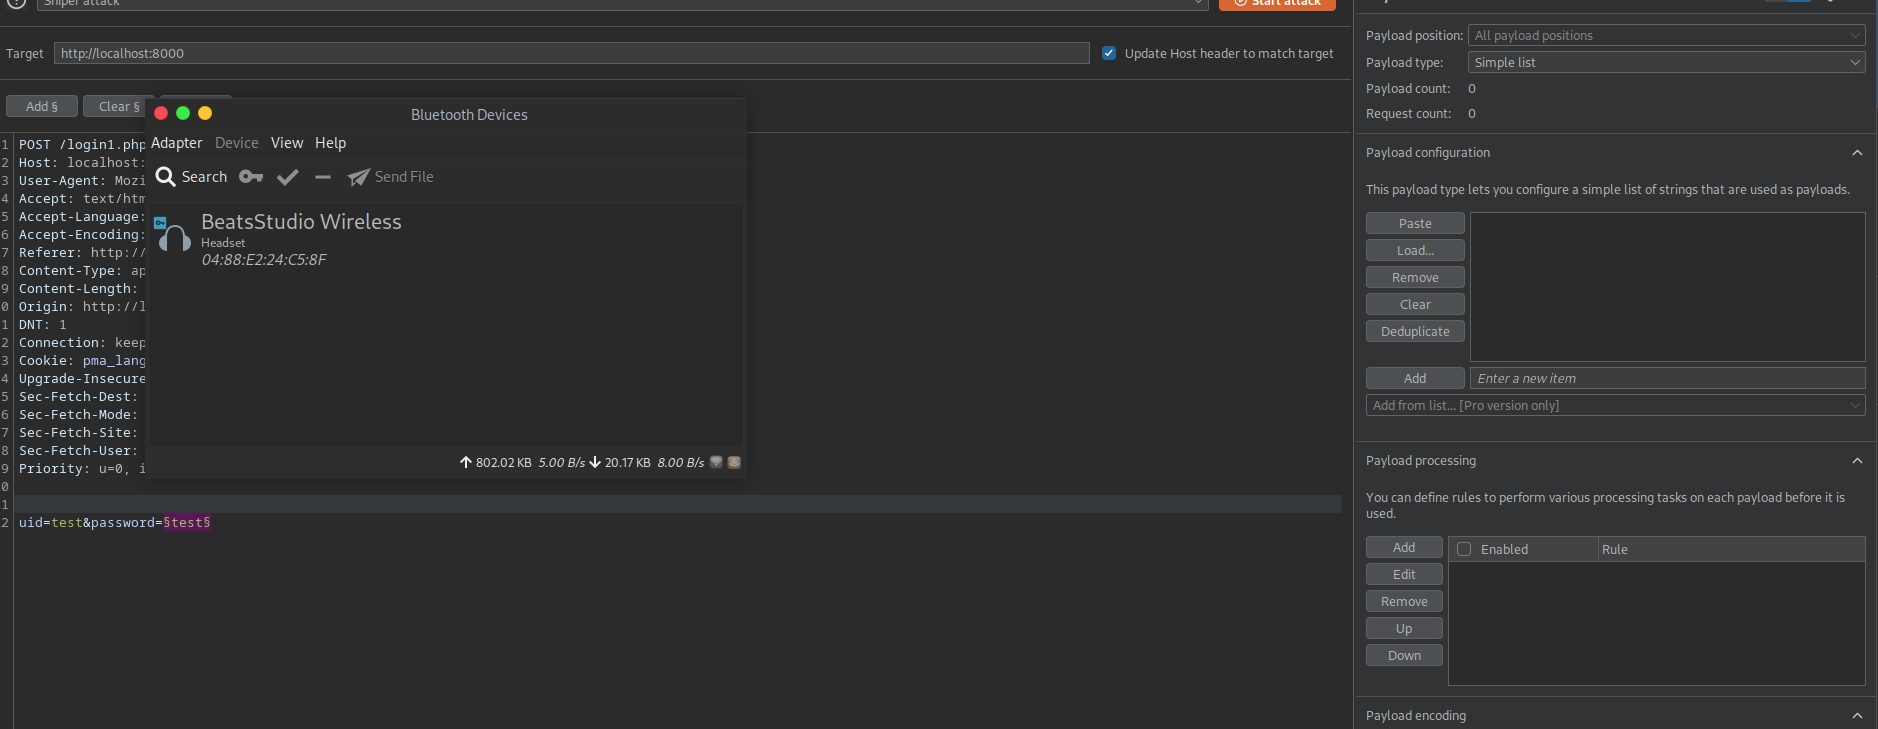 Sniper attack
Start attack
Target http://localhost:8000 Update Host header to match target
Add § Clear §
1 POST /login1.php
2 Host: localhost:
3 User-Agent: Mozi
4 Accept: text/htm
5 Accept-Language:
6 Accept-Encoding:
7 Referer: http://
8 Content-Type: ap
9 Content-Length:
0 Origin: http://l
1 DNT: 1
2 Connection: keep
3 Cookie: pma_lang
4 Upgrade-Insecure
5 Sec-Fetch-Dest:
6 Sec-Fetch-Mode:
7 Sec-Fetch-Site:
8 Sec-Fetch-User:
9 Priority: u=0, i
0
1
2 uid=test&password=§test§
Bluetooth Devices
Adapter Device View Help
Search Send File
BeatsStudio Wireless
Headset
04:88:E2:24:C5:8F
802.02 KB 5.00 B/s 20.17 KB 8.00 B/s
Payload position: All payload positions
Payload type: Simple list
Payload count: 0
Request count: 0
Payload configuration
This payload type lets you configure a simple list of strings that are used as payloads.
Paste
Load...
Remove
Clear
Deduplicate
Add Enter a new item
Add from list... [Pro version only]
Payload processing
You can define rules to perform various processing tasks on each payload before it is
used.
Add
Edit
Remove
Up
Down
Enabled Rule
Payload encoding